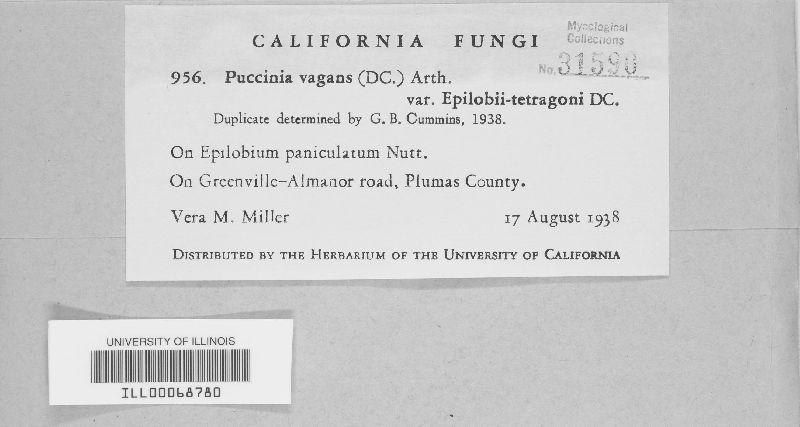 CALIFORNIA FUNGI
Mycological
Collections
No. 31590
956. Puccinia vagans (DC.) Arth.
var. Epilobii-tetragoni DC.
Duplicate determined by G. B. Cummins, 1938.
On Epilobium paniculatum Nutt.
On Greenville–Almanor road, Plumas County.
Vera M. Miller 17 August 1938
DISTRIBUTED BY THE HERBARIUM OF THE UNIVERSITY OF CALIFORNIA
UNIVERSITY OF ILLINOIS
ILL00068780